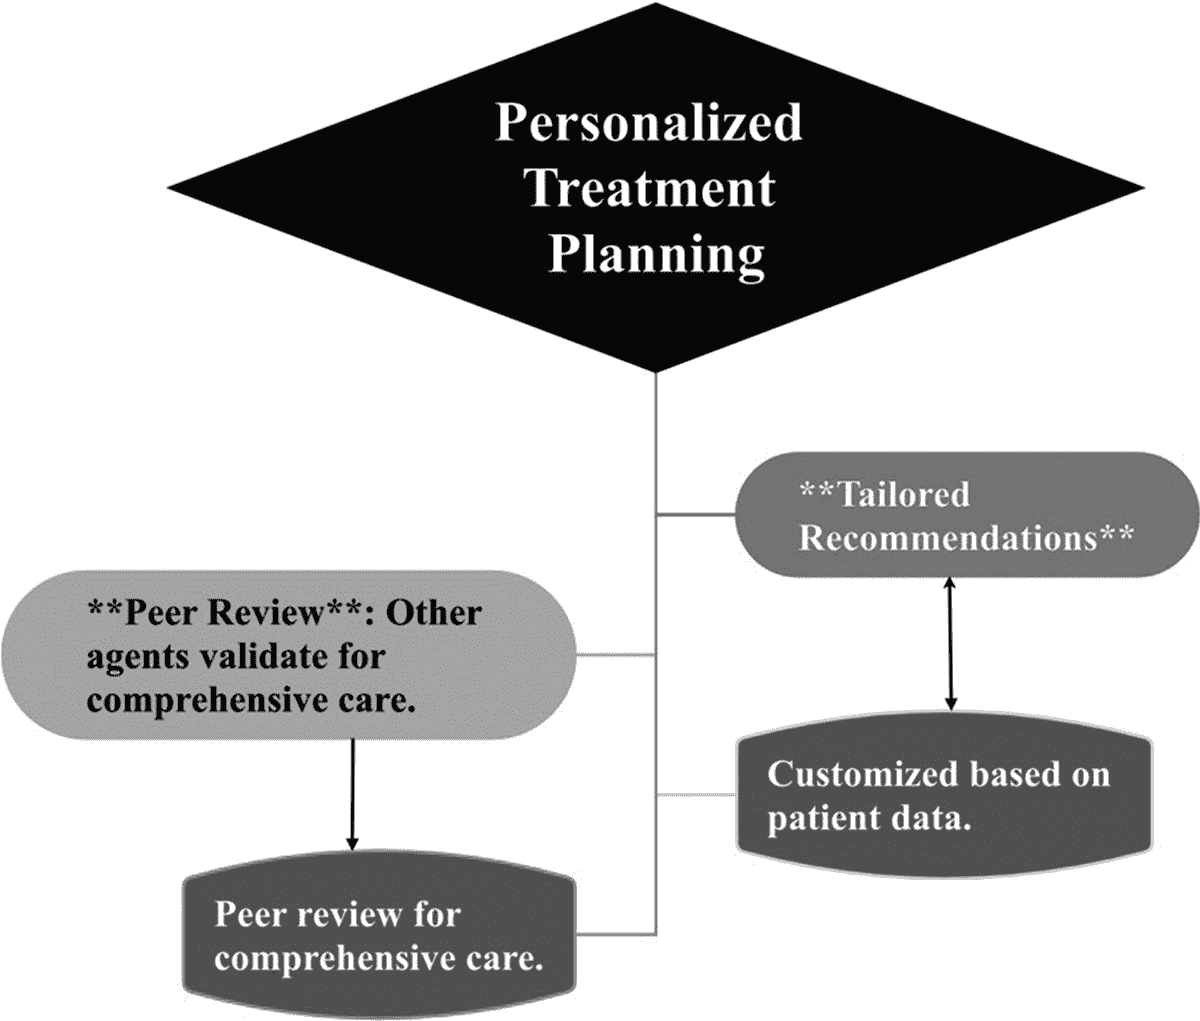 Personalized
Treatment
Planning
**Tailored
Recommendations**
**Peer Review**: Other
agents validate for
comprehensive care.
Customized based on
patient data.
Peer review for
comprehensive care.